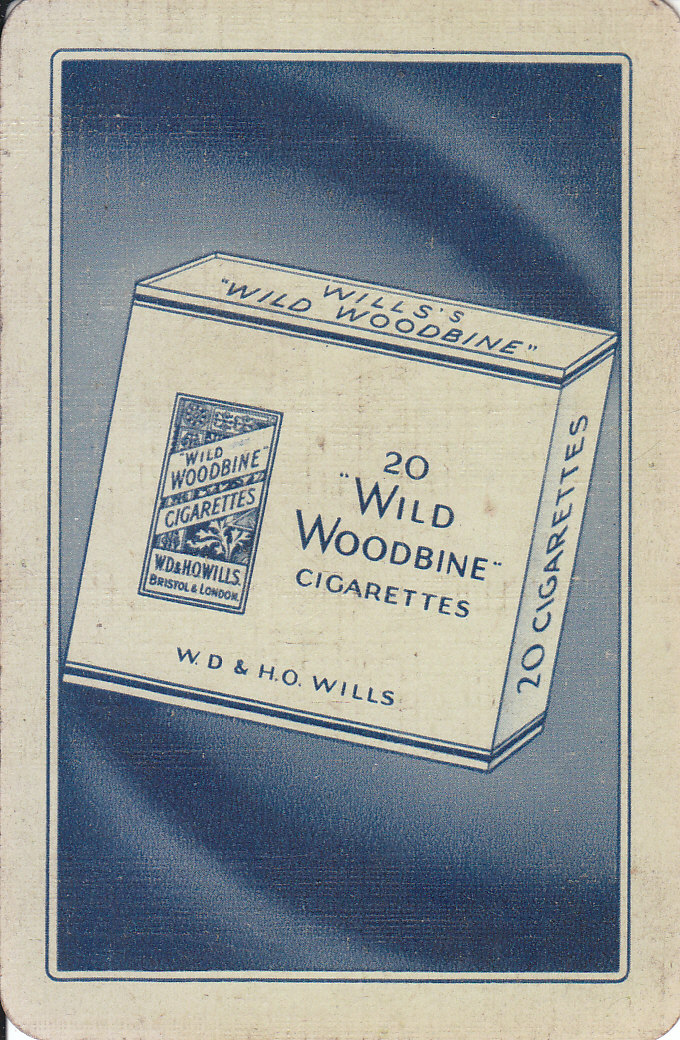 WILLS'S
"WILD WOODBINE"
"WILD
WOODBINE"
CIGARETTES
W.D.& H.O.WILLS.
BRISTOL & LONDON.
20
"WILD
WOODBINE"
CIGARETTES
W. D & H.O. WILLS
20 CIGARETTES